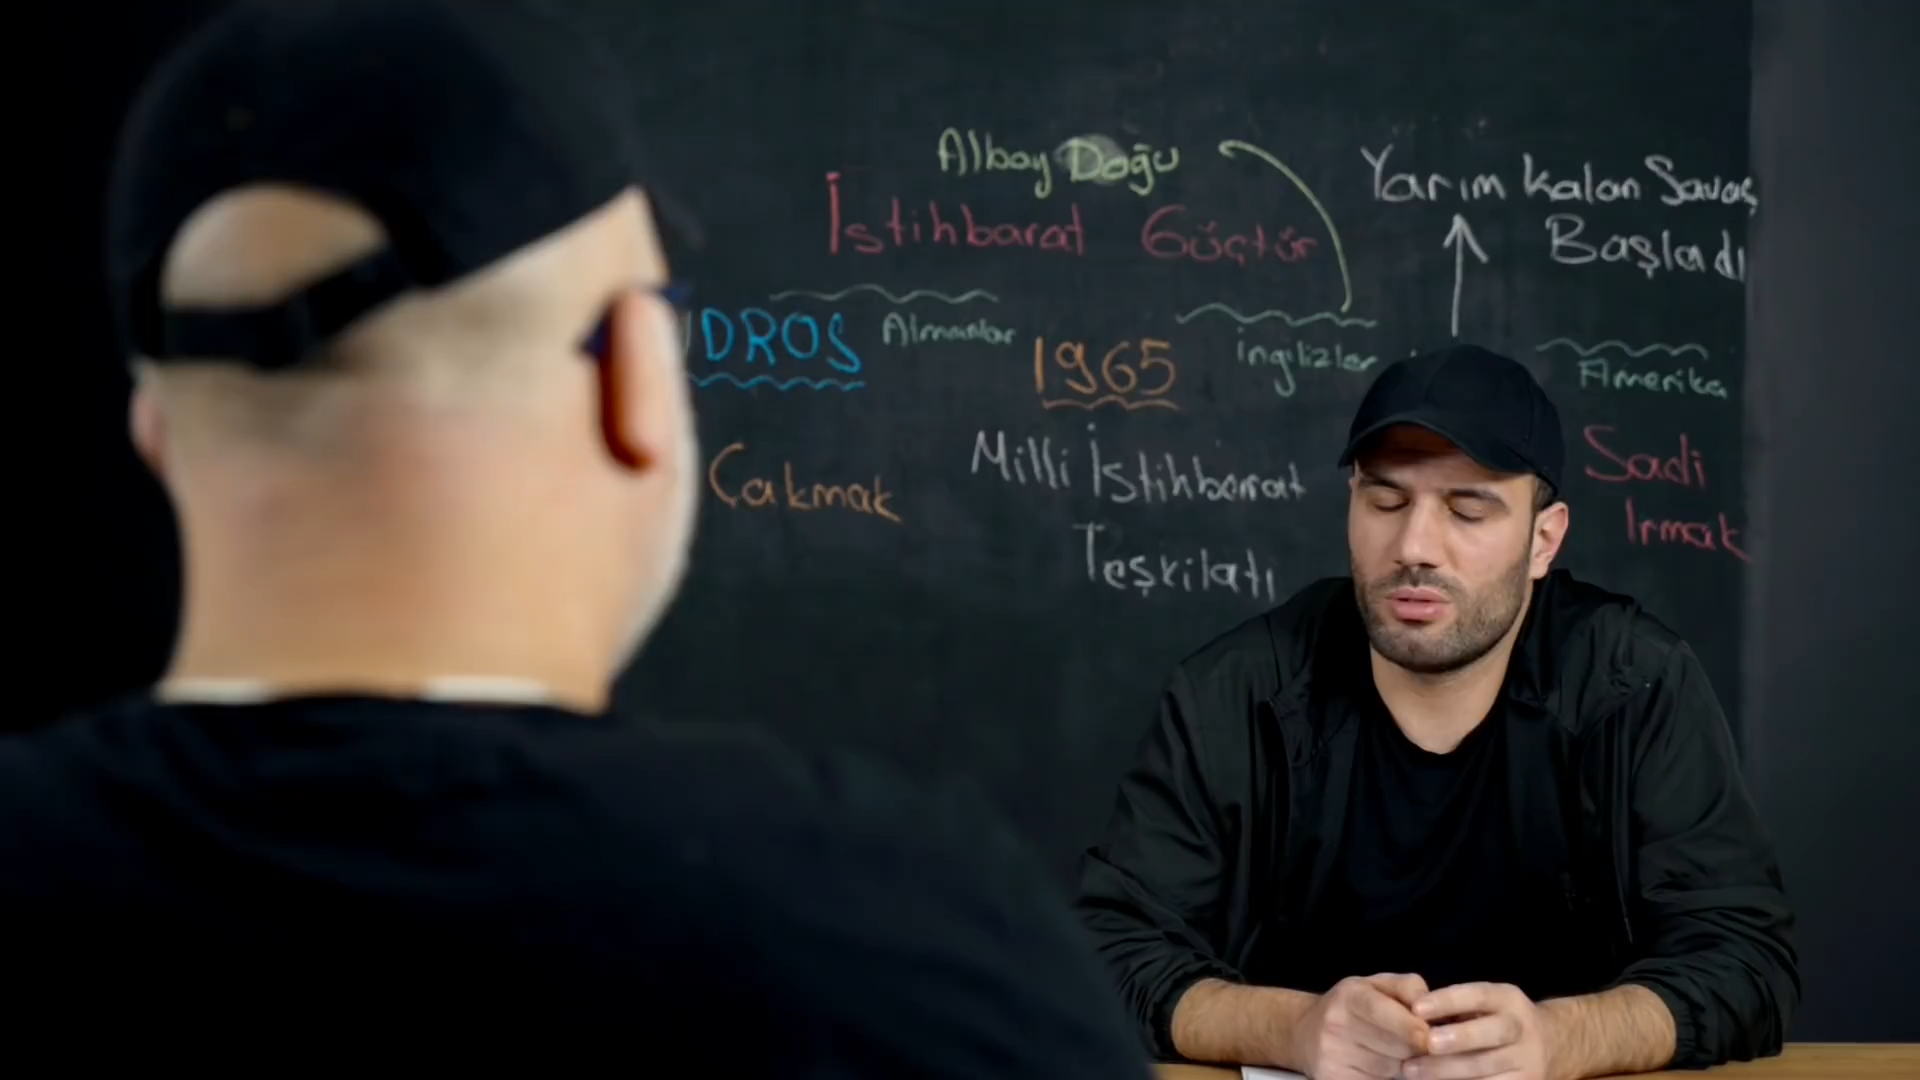 Albay Doğu
İstihbarat Güçtür
Yarım kalan Savaş
Başladı
DROS
Almanlar
1965
ingilizler
Amerika
Çakmak
Milli İstihbarat
Teşkilatı
Sadi
Irmak